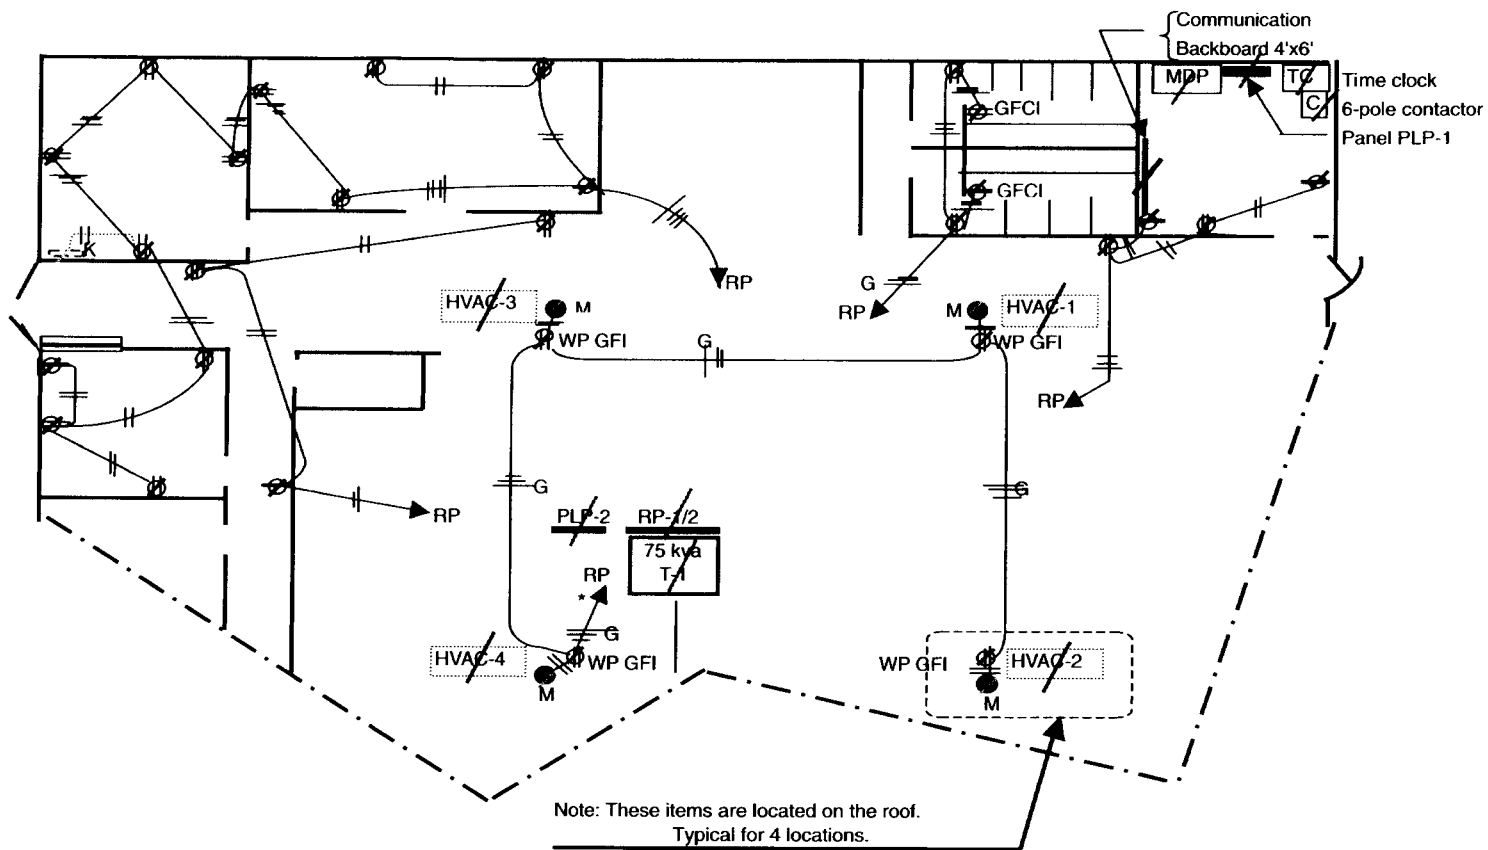 Communication
Backboard 4'x6'
MDP
TC
Time clock
C
6-pole contactor
Panel PLP-1
GFCI
GFCI
K
RP
G
RP
HVAC-3
M
M
HVAC-1
WP GFI
G
WP GFI
RP
G
G
RP
PLP-2
RP-1/2
75 kva
T-1
RP
*
G
HVAC-4
WP GFI
M
WP GFI
HVAC-2
M
Note: These items are located on the roof.
Typical for 4 locations.